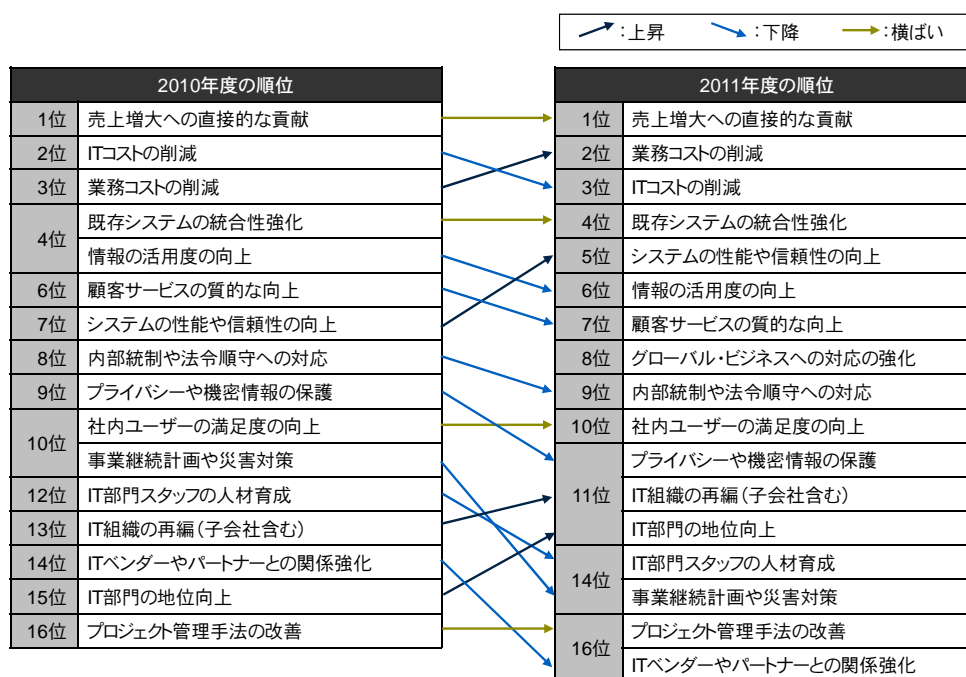 :上昇 :下降 :横ばい
2010年度の順位
1位 売上増大への直接的な貢献
2位 ITコストの削減
3位 業務コストの削減
4位 既存システムの統合性強化
情報の活用度の向上
6位 顧客サービスの質的な向上
7位 システムの性能や信頼性の向上
8位 内部統制や法令順守への対応
9位 プライバシーや機密情報の保護
10位 社内ユーザーの満足度の向上
事業継続計画や災害対策
12位 IT部門スタッフの人材育成
13位 IT組織の再編(子会社含む)
14位 ITベンダーやパートナーとの関係強化
15位 IT部門の地位向上
16位 プロジェクト管理手法の改善
2011年度の順位
1位 売上増大への直接的な貢献
2位 業務コストの削減
3位 ITコストの削減
4位 既存システムの統合性強化
5位 システムの性能や信頼性の向上
6位 情報の活用度の向上
7位 顧客サービスの質的な向上
8位 グローバル・ビジネスへの対応の強化
9位 内部統制や法令順守への対応
10位 社内ユーザーの満足度の向上
プライバシーや機密情報の保護
11位 IT組織の再編(子会社含む)
IT部門の地位向上
14位 IT部門スタッフの人材育成
事業継続計画や災害対策
16位 プロジェクト管理手法の改善
ITベンダーやパートナーとの関係強化